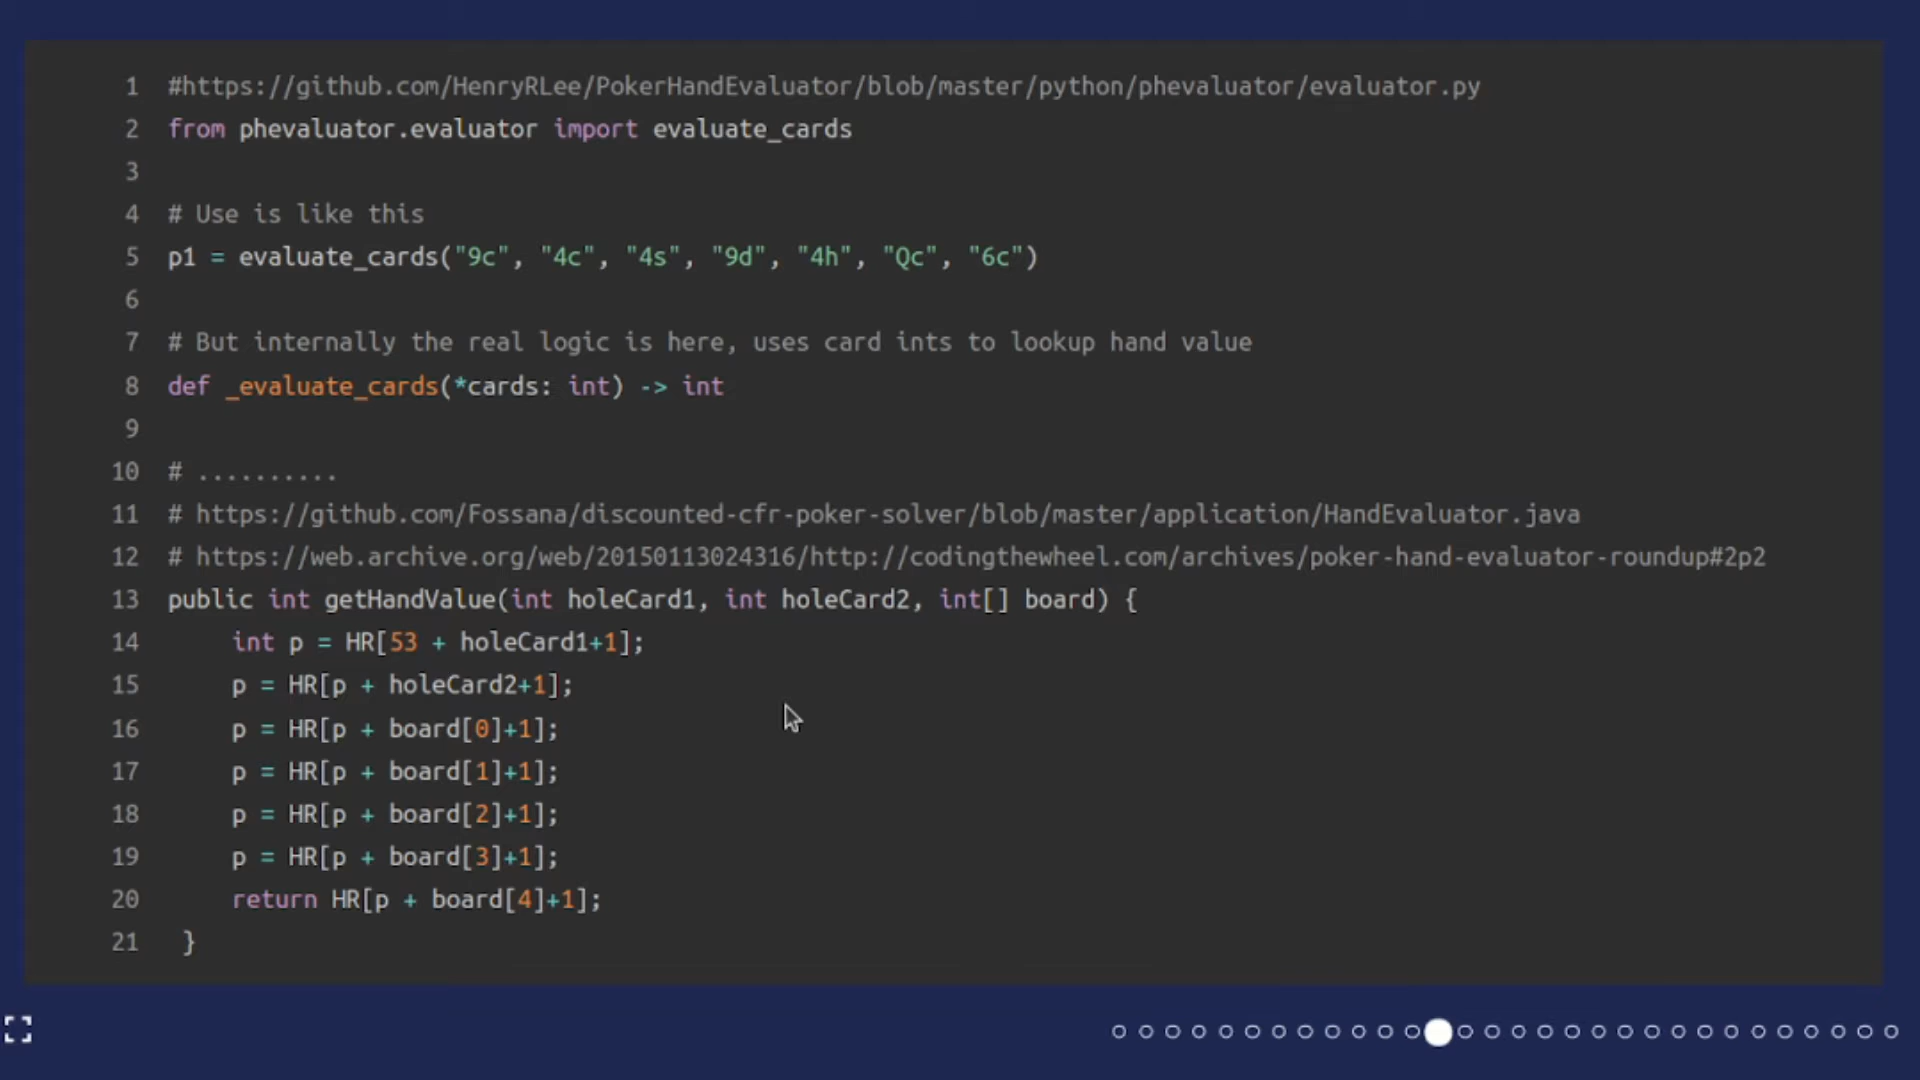 1 #https://github.com/HenryRLee/PokerHandEvaluator/blob/master/python/phevaluator/evaluator.py
2 from phevaluator.evaluator import evaluate_cards
3
4 # Use is like this
5 p1 = evaluate_cards("9c", "4c", "4s", "9d", "4h", "Qc", "6c")
6
7 # But internally the real logic is here, uses card ints to lookup hand value
8 def _evaluate_cards(*cards: int) -> int
9
10 # ..........
11 # https://github.com/Fossana/discounted-cfr-poker-solver/blob/master/application/HandEvaluator.java
12 # https://web.archive.org/web/20150113024316/http://codingthewheel.com/archives/poker-hand-evaluator-roundup#2p2
13 public int getHandValue(int holeCard1, int holeCard2, int[] board) {
14 int p = HR[53 + holeCard1+1];
15 p = HR[p + holeCard2+1];
16 p = HR[p + board[0]+1];
17 p = HR[p + board[1]+1];
18 p = HR[p + board[2]+1];
19 p = HR[p + board[3]+1];
20 return HR[p + board[4]+1];
21 }